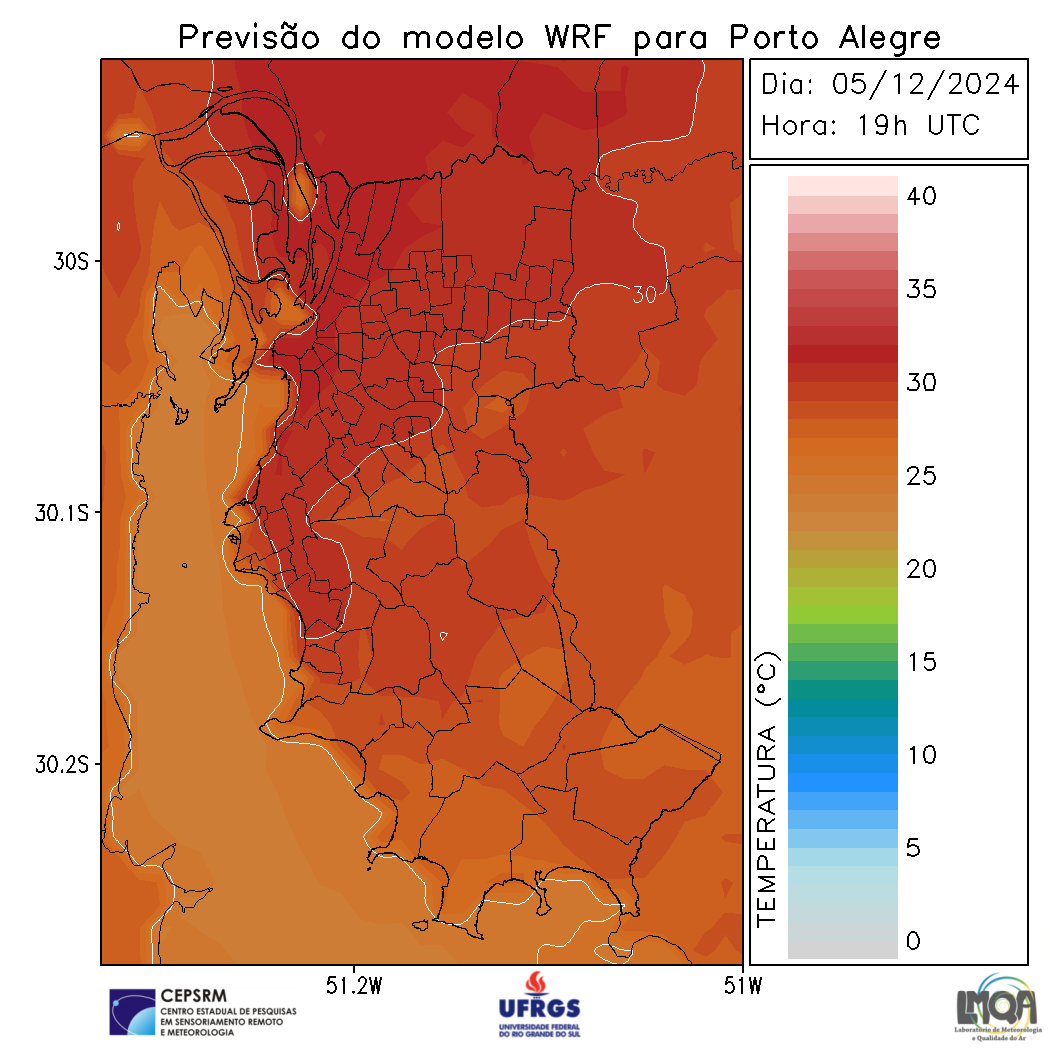 Previsão do modelo WRF para Porto Alegre
Dia: 05/12/2024
Hora: 19h UTC
30S
30.1S
30.2S
51.2W
51W
30
TEMPERATURA (°C)
40
35
30
25
20
15
10
5
0
CEPSRM
CENTRO ESTADUAL DE PESQUISAS
EM SENSORIAMENTO REMOTO
E METEOROLOGIA
UFRGS
UNIVERSIDADE FEDERAL
DO RIO GRANDE DO SUL
LMQA
Laboratório de Meteorologia
e Qualidade do Ar